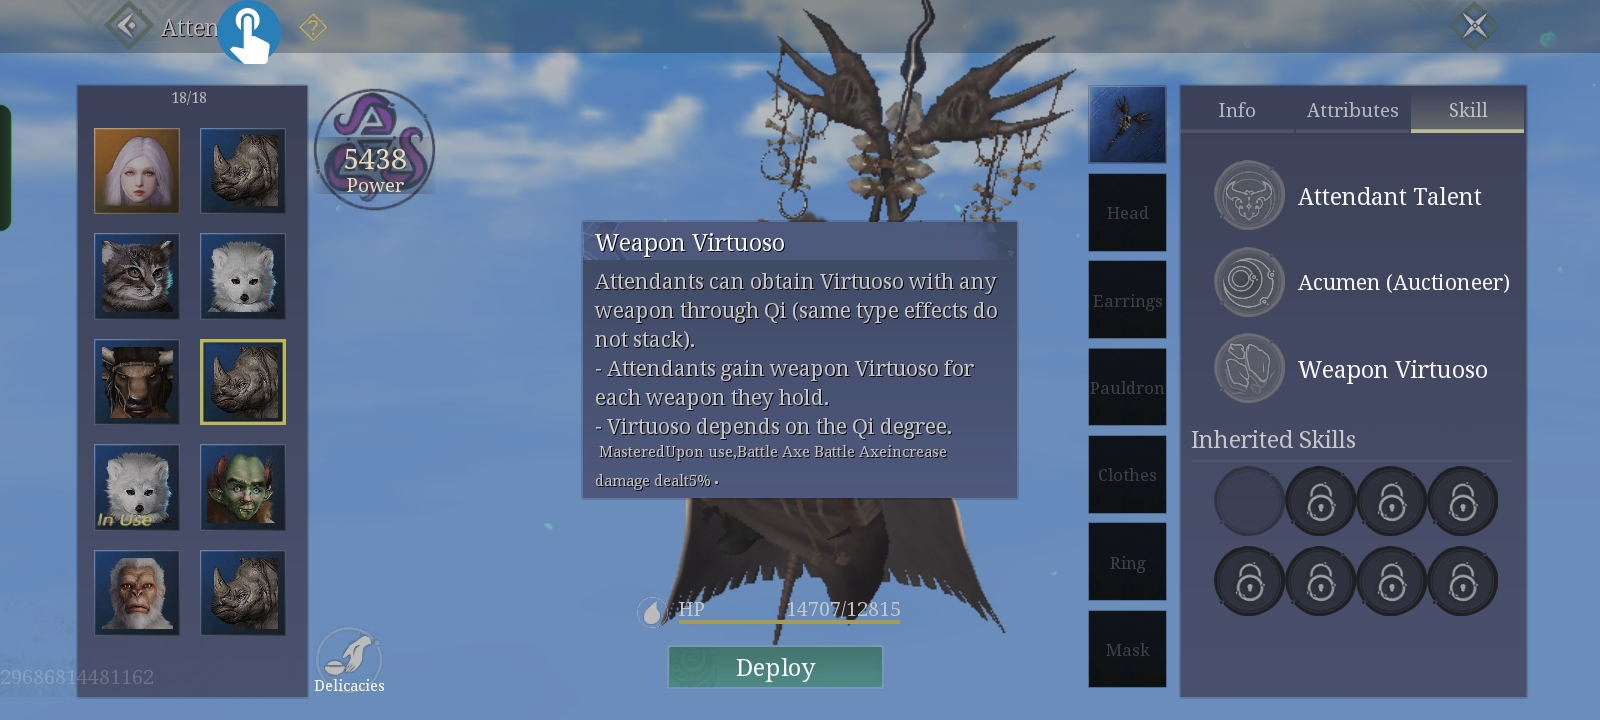 Atten
18/18
5438
Power
Info
Attributes
Skill
Attendant Talent
Acumen (Auctioneer)
Weapon Virtuoso
Inherited Skills
Weapon Virtuoso
Attendants can obtain Virtuoso with any
weapon through Qi (same type effects do
not stack).
- Attendants gain weapon Virtuoso for
each weapon they hold.
- Virtuoso depends on the Qi degree.
MasteredUpon use,Battle Axe Battle Axeincrease
damage dealt5% •
Head
Earrings
Pauldron
Clothes
Ring
Mask
In Use
HP
14707/12815
Deploy
Delicacies
29686814481162